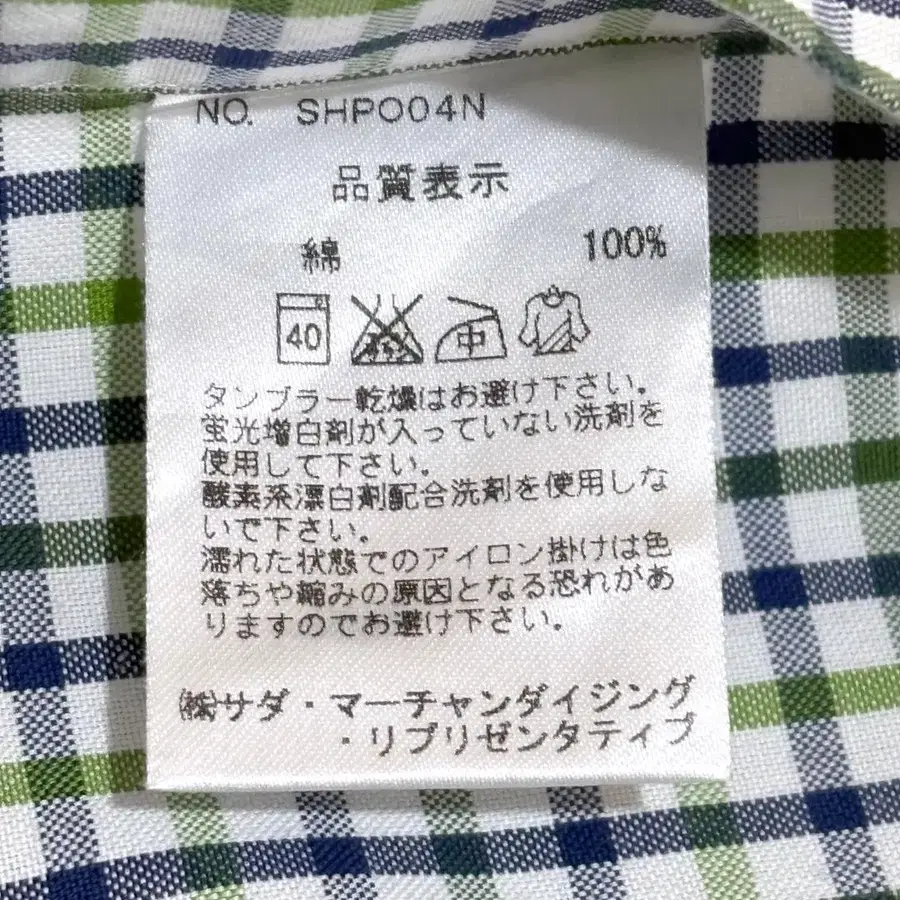 NO. SHPO04N
品質表示
綿 100%
40 中
タンブラー乾燥はお避け下さい。
蛍光増白剤が入っていない洗剤を
使用して下さい。
酸素系漂白剤配合洗剤を使用しな
いで下さい。
濡れた状態でのアイロン掛けは色
落ちや縮みの原因となる恐れがあ
りますのでお避け下さい。
㈱サダ・マーチャンダイジング
・リプリゼンタティブ